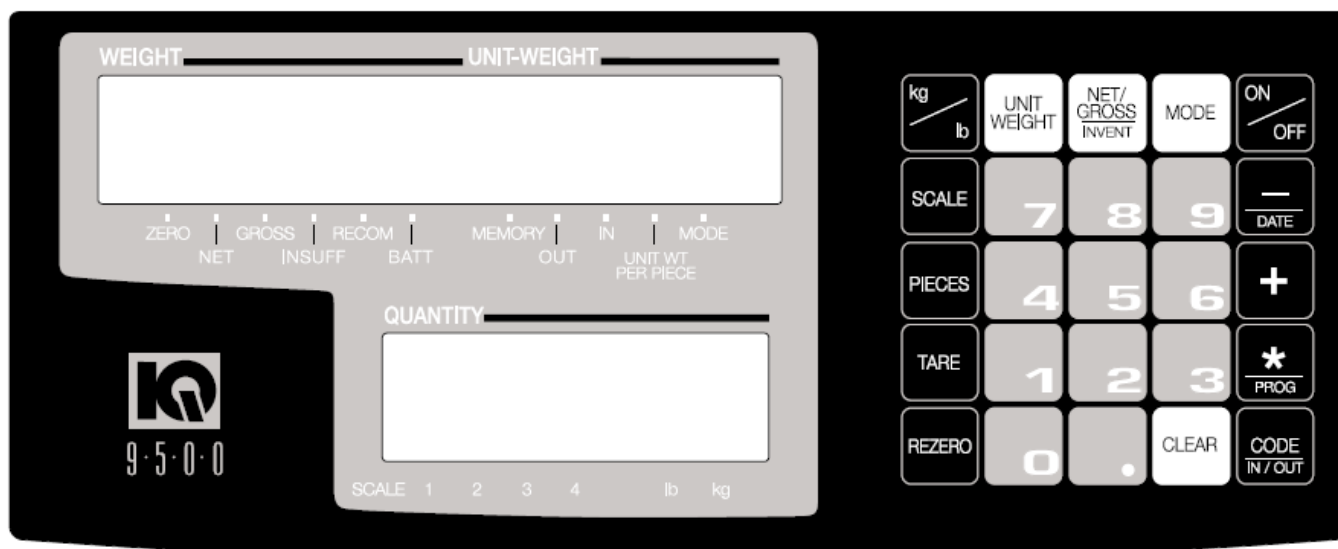 WEIGHT UNIT-WEIGHT
ZERO GROSS RECOM MEMORY IN MODE
NET INSUFF BATT OUT UNIT WT
PER PIECE
QUANTITY
IQ
9·5·0·0
SCALE 1 2 3 4 lb kg
kg
lb
UNIT
WEIGHT
NET/
GROSS
INVENT
MODE
ON
OFF
SCALE
7
8
9
—
DATE
PIECES
4
5
6
+
TARE
1
2
3
*
PROG
REZERO
0
.
CLEAR
CODE
IN / OUT